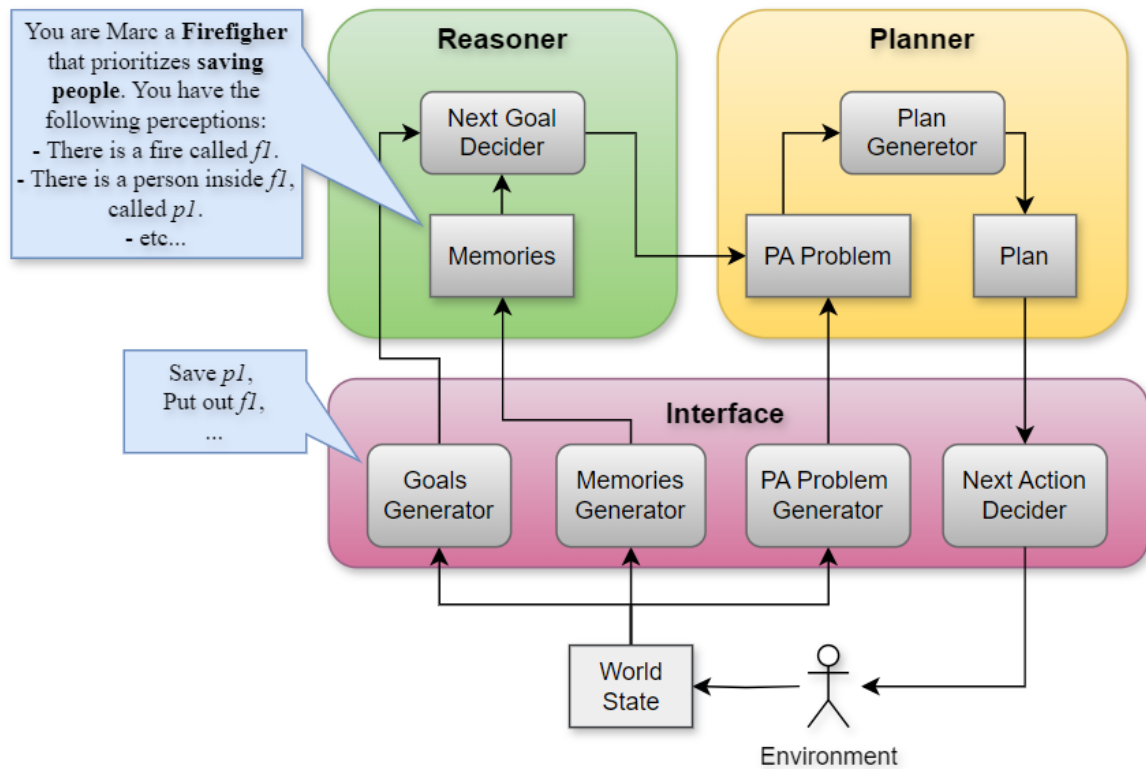 You are Marc a Firefigher
that prioritizes saving
people. You have the
following perceptions:
- There is a fire called f1.
- There is a person inside f1,
called p1.
- etc...
Reasoner
Next Goal
Decider
Memories
Planner
Plan
Generetor
PA Problem
Plan
Save p1,
Put out f1,
...
Interface
Goals
Generator
Memories
Generator
PA Problem
Generator
Next Action
Decider
World
State
Environment